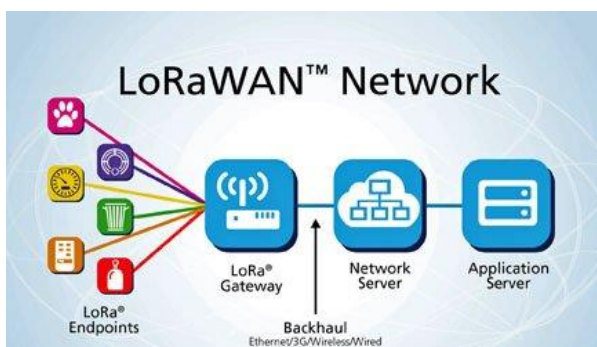 LoRaWAN™ Network
LoRa®
Endpoints
LoRa®
Gateway
Backhaul
Ethernet/3G/Wireless/Wired
Network
Server
Application
Server